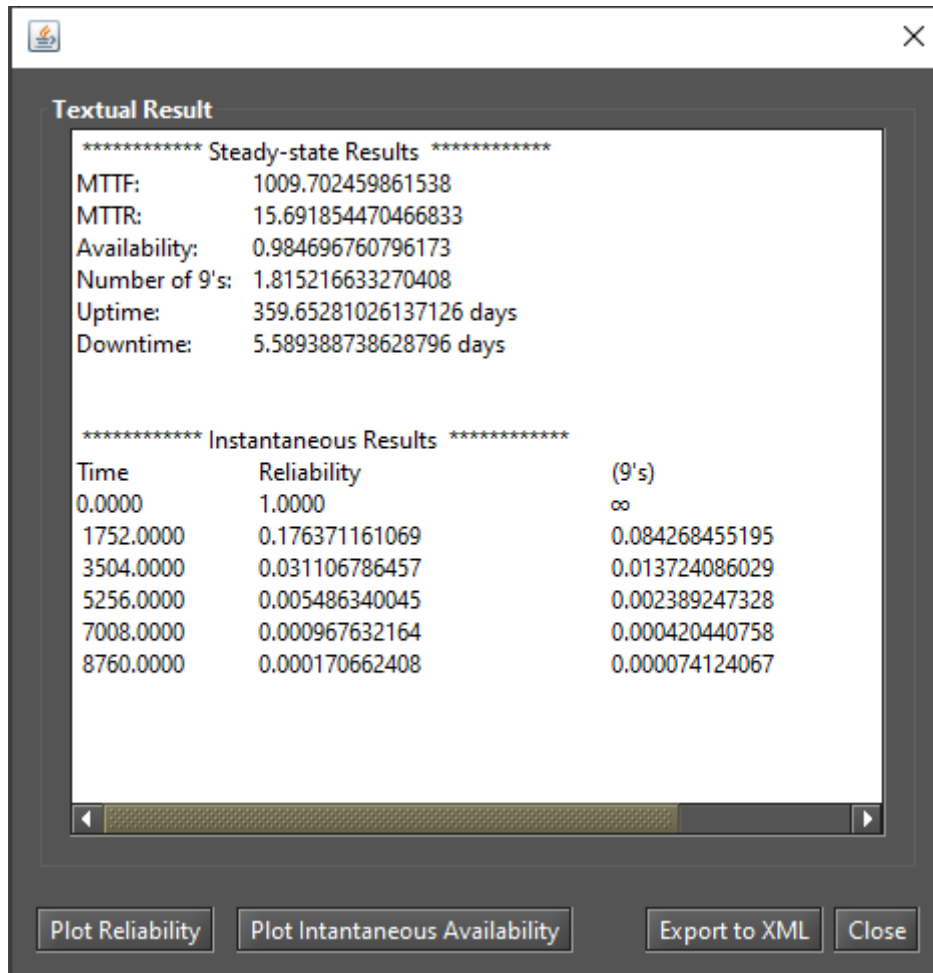 Textual Result
************ Steady-state Results ************
MTTF: 1009.702459861538
MTTR: 15.691854470466833
Availability: 0.984696760796173
Number of 9's: 1.815216633270408
Uptime: 359.65281026137126 days
Downtime: 5.589388738628796 days
************ Instantaneous Results ************
Time Reliability (9's)
0.0000 1.0000 ∞
1752.0000 0.176371161069 0.084268455195
3504.0000 0.031106786457 0.013724086029
5256.0000 0.005486340045 0.002389247328
7008.0000 0.000967632164 0.000420440758
8760.0000 0.000170662408 0.000074124067
Plot Reliability Plot Intantaneous Availability Export to XML Close